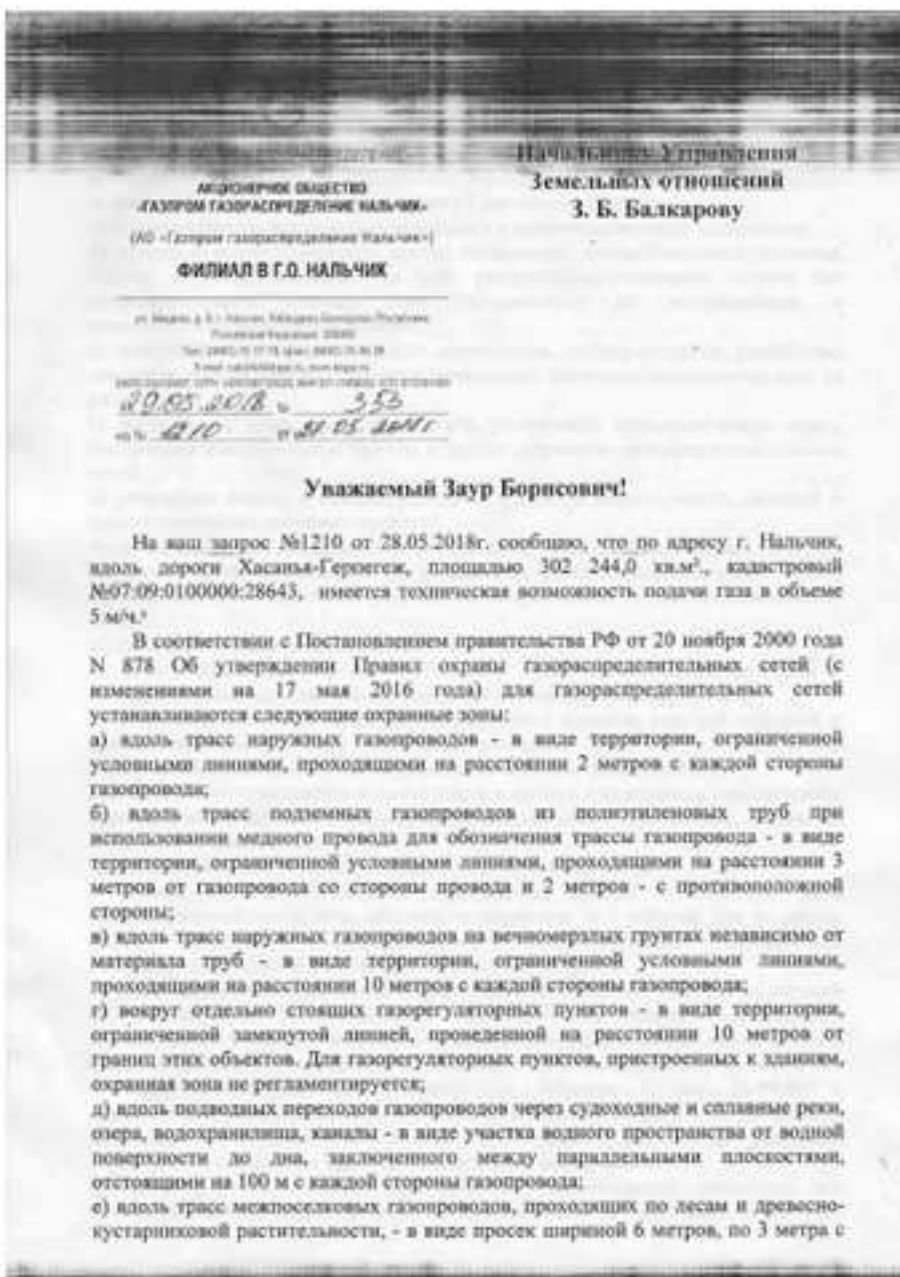 Начальнику Управления
Земельных отношений
З. Б. Балкарову
АКЦИОНЕРНОЕ ОБЩЕСТВО
«ГАЗПРОМ ГАЗОРАСПРЕДЕЛЕНИЕ НАЛЬЧИК»
(АО «Газпром газораспределение Нальчик»)
ФИЛИАЛ В Г.О. НАЛЬЧИК
29.05.2018 № 353
на № 1210 от 05.2018г
Уважаемый Заур Борисович!
На ваш запрос №1210 от 28.05.2018г. сообщаю, что по адресу г. Нальчик,
вдоль дороги Хасанья-Герпегеж, площадью 302 244,0 кв.м²., кадастровый
№07:09:0100000:28643, имеется техническая возможность подачи газа в объеме
5 м/ч.³
В соответствии с Постановлением правительства РФ от 20 ноября 2000 года
N 878 Об утверждении Правил охраны газораспределительных сетей (с
изменениями на 17 мая 2016 года) для газораспределительных сетей
устанавливаются следующие охранные зоны:
а) вдоль трасс наружных газопроводов - в виде территории, ограниченной
условными линиями, проходящими на расстоянии 2 метров с каждой стороны
газопровода;
б) вдоль трасс подземных газопроводов из полиэтиленовых труб при
использовании медного провода для обозначения трассы газопровода - в виде
территории, ограниченной условными линиями, проходящими на расстоянии 3
метров от газопровода со стороны провода и 2 метров - с противоположной
стороны;
в) вдоль трасс наружных газопроводов на вечномерзлых грунтах независимо от
материала труб - в виде территории, ограниченной условными линиями,
проходящими на расстоянии 10 метров с каждой стороны газопровода;
г) вокруг отдельно стоящих газорегуляторных пунктов - в виде территории,
ограниченной замкнутой линией, проведенной на расстоянии 10 метров от
границ этих объектов. Для газорегуляторных пунктов, пристроенных к зданиям,
охранная зона не регламентируется;
д) вдоль подводных переходов газопроводов через судоходные и сплавные реки,
озера, водохранилища, каналы - в виде участка водного пространства от водной
поверхности до дна, заключенного между параллельными плоскостями,
отстоящими на 100 м с каждой стороны газопровода;
е) вдоль трасс межпоселковых газопроводов, проходящих по лесам и древесно-
кустарниковой растительности, - в виде просек шириной 6 метров, по 3 метра с